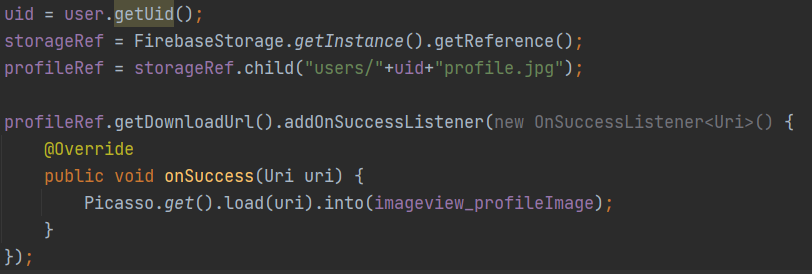 uid = user.getUid();
storageRef = FirebaseStorage.getInstance().getReference();
profileRef = storageRef.child("users/"+uid+"profile.jpg");
profileRef.getDownloadUrl().addOnSuccessListener(new OnSuccessListener<Uri>() {
@Override
public void onSuccess(Uri uri) {
Picasso.get().load(uri).into(imageview_profileImage);
}
});